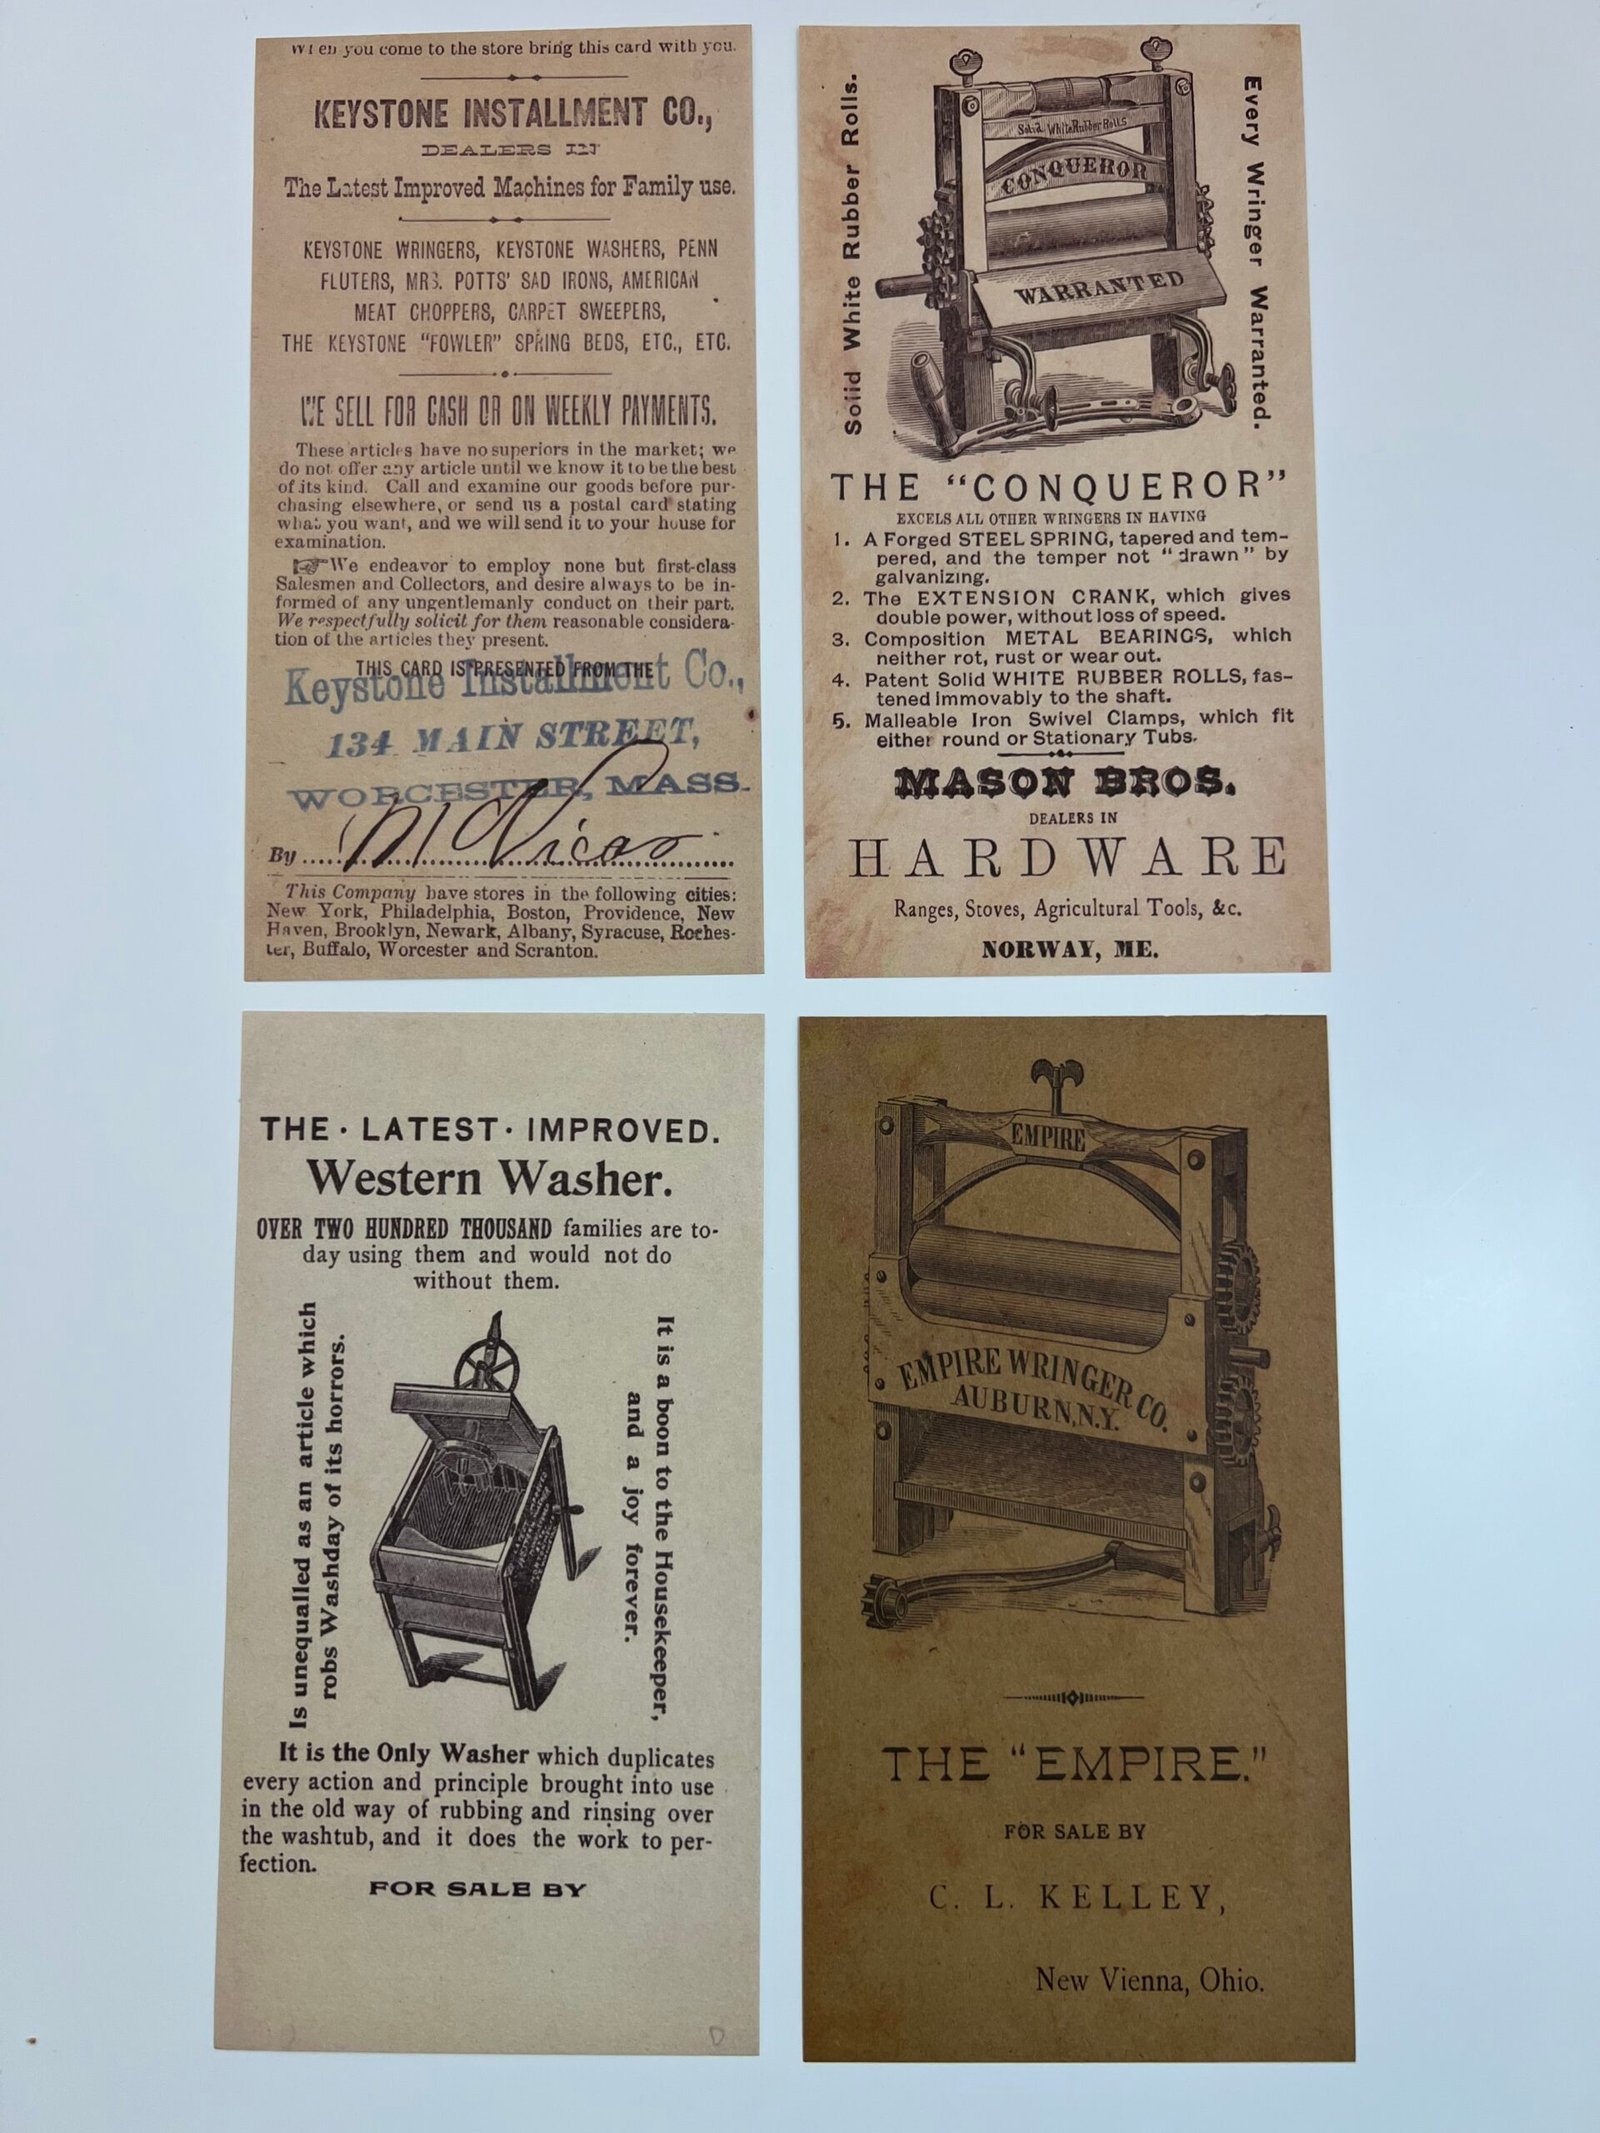 When you come to the store bring this card with you.
KEYSTONE INSTALLMENT CO.,
DEALERS IN
The Latest Improved Machines for Family use.
KEYSTONE WRINGERS, KEYSTONE WASHERS, PENN
FLUTERS, MRS. POTTS' SAD IRONS, AMERICAN
MEAT CHOPPERS, CARPET SWEEPERS,
THE KEYSTONE "FOWLER" SPRING BEDS, ETC., ETC.
WE SELL FOR CASH OR ON WEEKLY PAYMENTS.
These articles have no superiors in the market; we
do not offer any article until we know it to be the best
of its kind. Call and examine our goods before pur-
chasing elsewhere, or send us a postal card stating
what you want, and we will send it to your house for
examination.
☞We endeavor to employ none but first-class
Salesmen and Collectors, and desire always to be in-
formed of any ungentlemanly conduct on their part.
We respectfully solicit for them reasonable considera-
tion of the articles they present.
THIS CARD IS PRESENTED FROM THE
Keystone Installment Co.,
134 MAIN STREET,
WORCESTER, MASS.
By
This Company have stores in the following cities:
New York, Philadelphia, Boston, Providence, New
Haven, Brooklyn, Newark, Albany, Syracuse, Roches-
ter, Buffalo, Worcester and Scranton.
Solid White Rubber Rolls.
Solid White Rubber Rolls
CONQUEROR
WARRANTED
Every Wringer Warranted.
THE "CONQUEROR"
EXCELS ALL OTHER WRINGERS IN HAVING
1. A Forged STEEL SPRING, tapered and tem-
pered, and the temper not "drawn" by
galvanizing.
2. The EXTENSION CRANK, which gives
double power, without loss of speed.
3. Composition METAL BEARINGS, which
neither rot, rust or wear out.
4. Patent Solid WHITE RUBBER ROLLS, fas-
tened immovably to the shaft.
5. Malleable Iron Swivel Clamps, which fit
either round or Stationary Tubs.
MASON BROS.
DEALERS IN
HARDWARE
Ranges, Stoves, Agricultural Tools, &c.
NORWAY, ME.
THE · LATEST · IMPROVED.
Western Washer.
OVER TWO HUNDRED THOUSAND families are to-
day using them and would not do
without them.
Is unequalled as an article which
robs Washday of its horrors.
It is a boon to the Housekeeper,
and a joy forever.
It is the Only Washer which duplicates
every action and principle brought into use
in the old way of rubbing and rinsing over
the washtub, and it does the work to per-
fection.
FOR SALE BY
D
EMPIRE
EMPIRE WRINGER CO.
AUBURN, N.Y.
THE "EMPIRE."
FOR SALE BY
C. L. KELLEY,
New Vienna, Ohio.